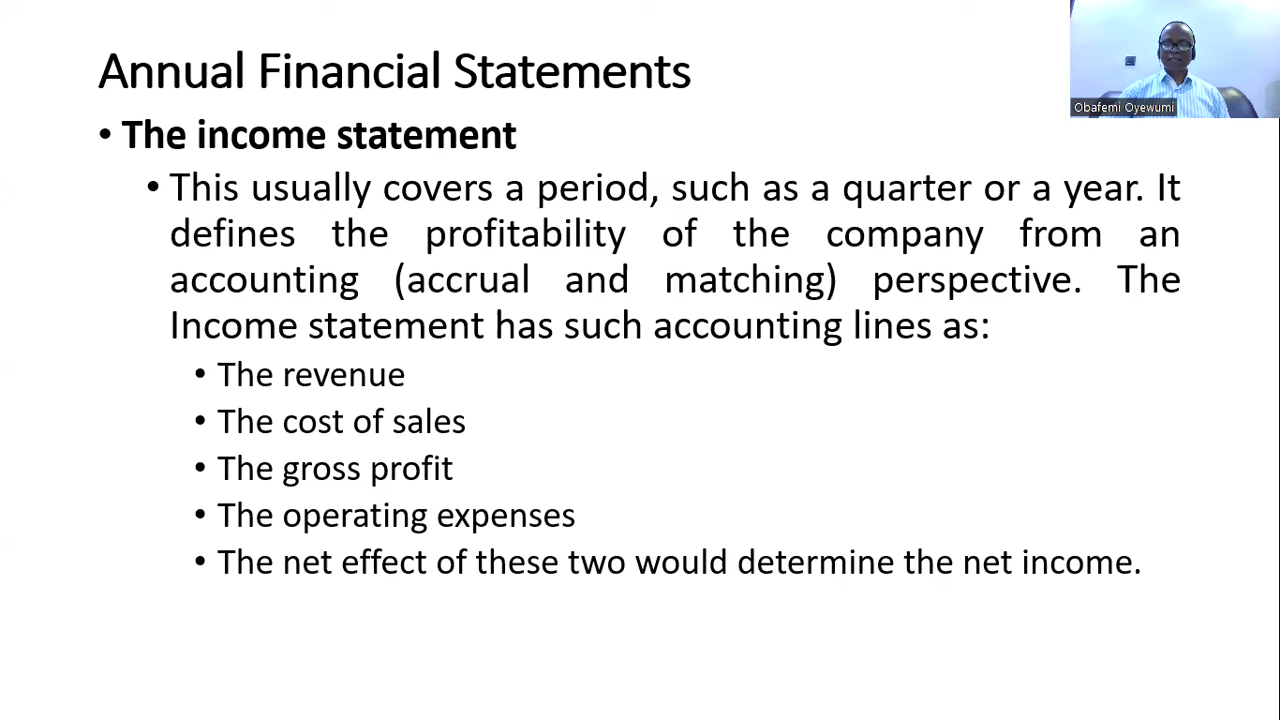 Annual Financial Statements
Obafemi Oyewumi
• The income statement
• This usually covers a period, such as a quarter or a year. It
defines the profitability of the company from an
accounting (accrual and matching) perspective. The
Income statement has such accounting lines as:
• The revenue
• The cost of sales
• The gross profit
• The operating expenses
• The net effect of these two would determine the net income.